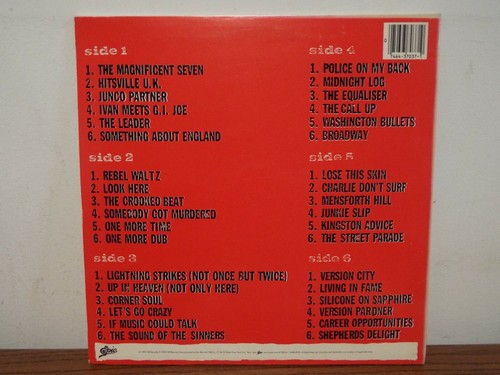 side 1
1. THE MAGNIFICENT SEVEN
2. HITSVILLE U.K.
3. JUNCO PARTNER
4. IVAN MEETS G.I. JOE
5. THE LEADER
6. SOMETHING ABOUT ENGLAND
side 2
1. REBEL WALTZ
2. LOOK HERE
3. THE CROOKED BEAT
4. SOMEBODY GOT MURDERED
5. ONE MORE TIME
6. ONE MORE DUB
side 3
1. LIGHTNING STRIKES (NOT ONCE BUT TWICE)
2. UP IN HEAVEN (NOT ONLY HERE)
3. CORNER SOUL
4. LET'S GO CRAZY
5. IF MUSIC COULD TALK
6. THE SOUND OF THE SINNERS
side 4
1. POLICE ON MY BACK
2. MIDNIGHT LOG
3. THE EQUALISER
4. THE CALL UP
5. WASHINGTON BULLETS
6. BROADWAY
side 5
1. LOSE THIS SKIN
2. CHARLIE DON'T SURF
3. MENSFORTH HILL
4. JUNKIE SLIP
5. KINGSTON ADVICE
6. THE STREET PARADE
side 6
1. VERSION CITY
2. LIVING IN FAME
3. SILICONE ON SAPPHIRE
4. VERSION PARDNER
5. CAREER OPPORTUNITIES
6. SHEPHERDS DELIGHT
Epic